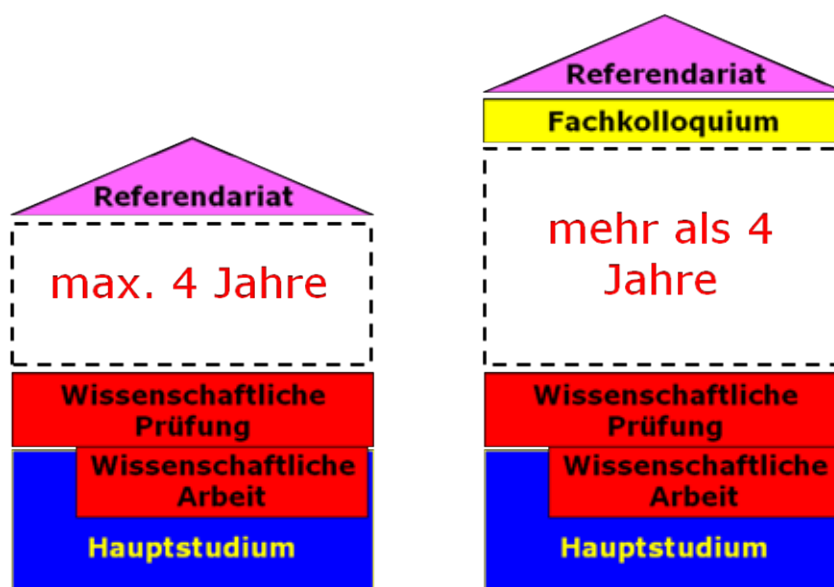 Referendariat
max. 4 Jahre
Wissenschaftliche
Prüfung
Wissenschaftliche
Arbeit
Hauptstudium
Referendariat
Fachkolloquium
mehr als 4
Jahre
Wissenschaftliche
Prüfung
Wissenschaftliche
Arbeit
Hauptstudium